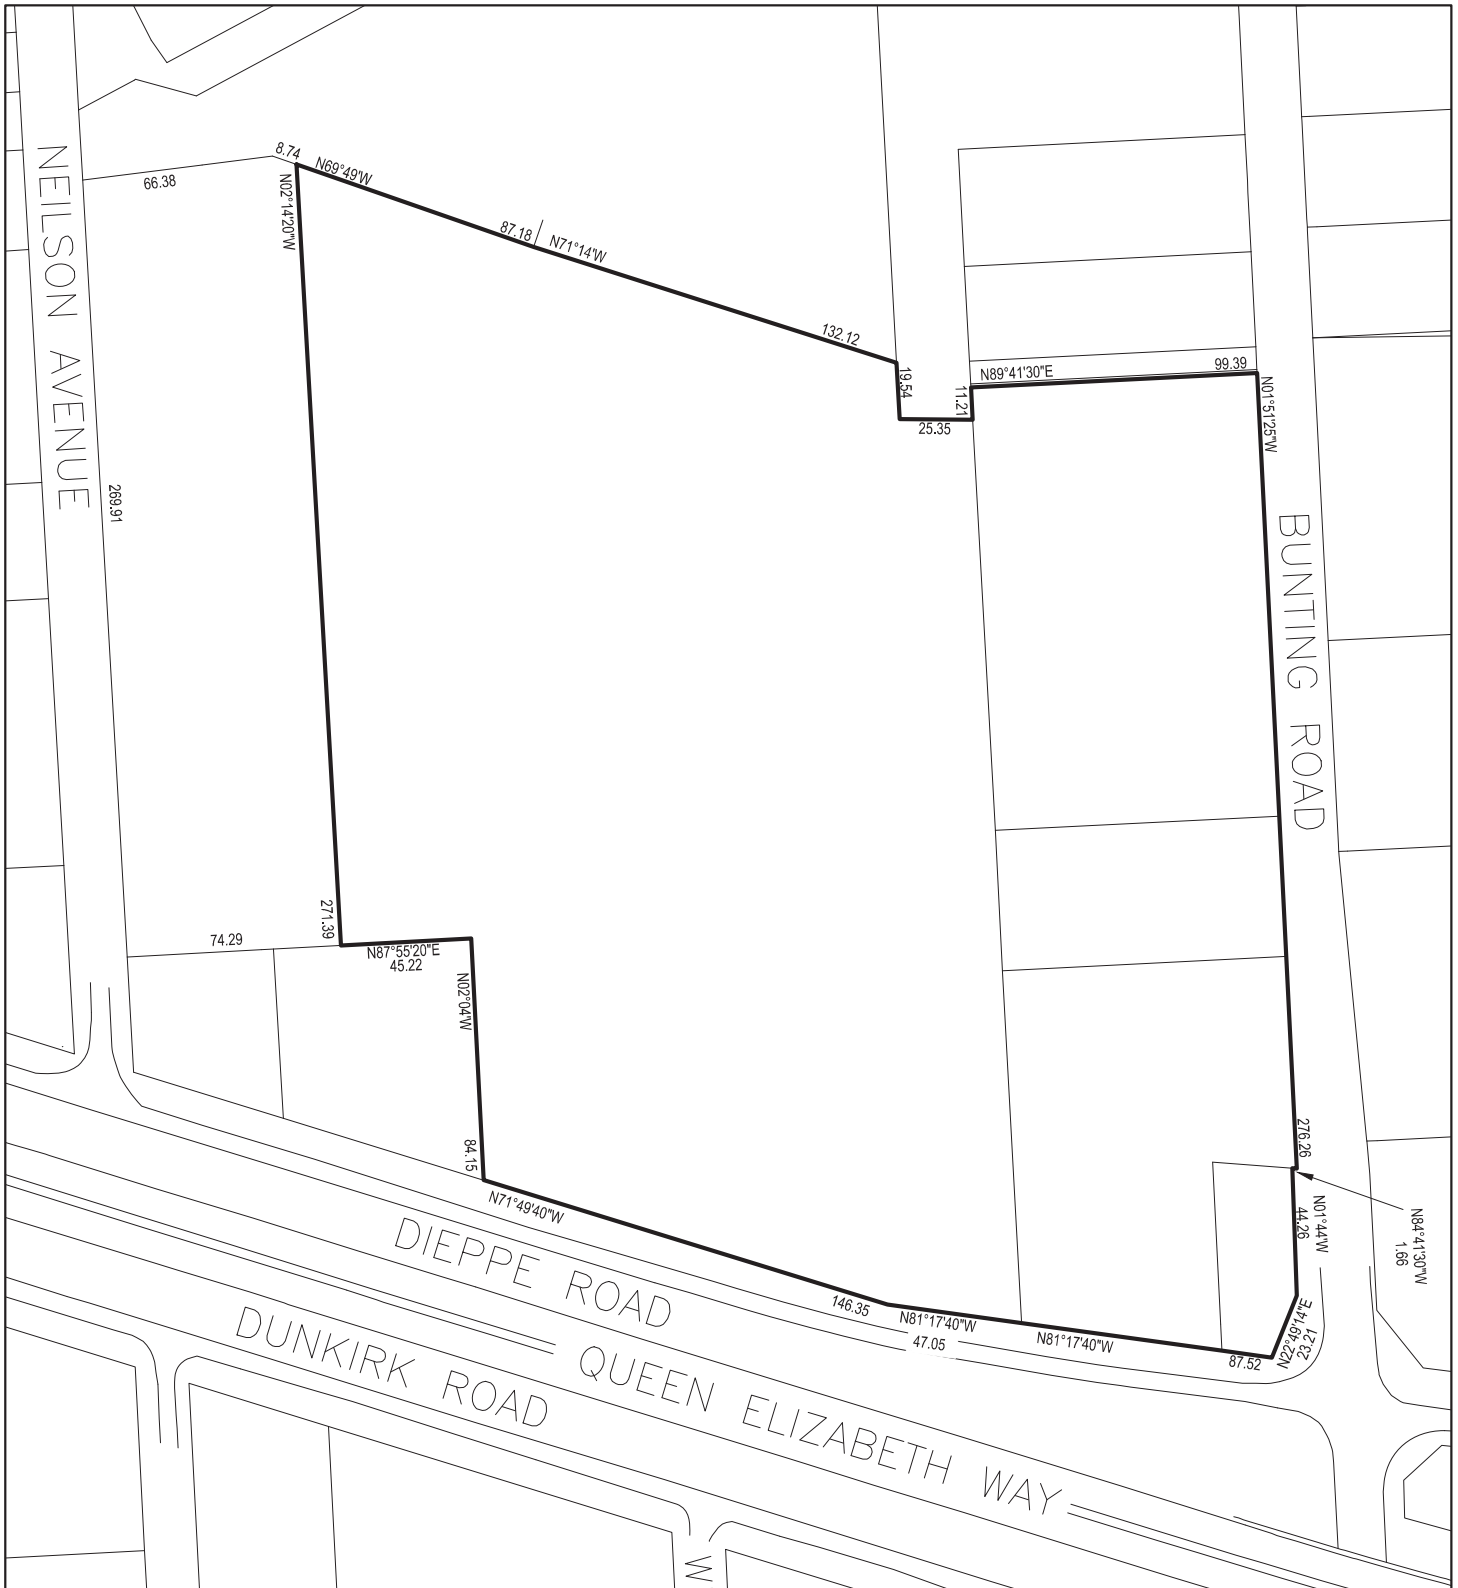 8.74
N69°49'W
66.38
N02°14'20"W
87.18
N71°14'W
132.12
19.54
11.21
25.35
N89°41'30"E
99.39
N01°51'25"W
NEILSON AVENUE
269.91
BUNTING ROAD
271.39
74.29
N87°55'20"E
45.22
N02°04'W
84.15
N71°49'40"W
146.35
N81°17'40"W
47.05
N81°17'40"W
87.52
N22°49'14"E
23.21
276.26
N01°44'W
44.26
N84°41'30"W
1.66
DIEPPE ROAD
DUNKIRK ROAD
QUEEN ELIZABETH WAY
W